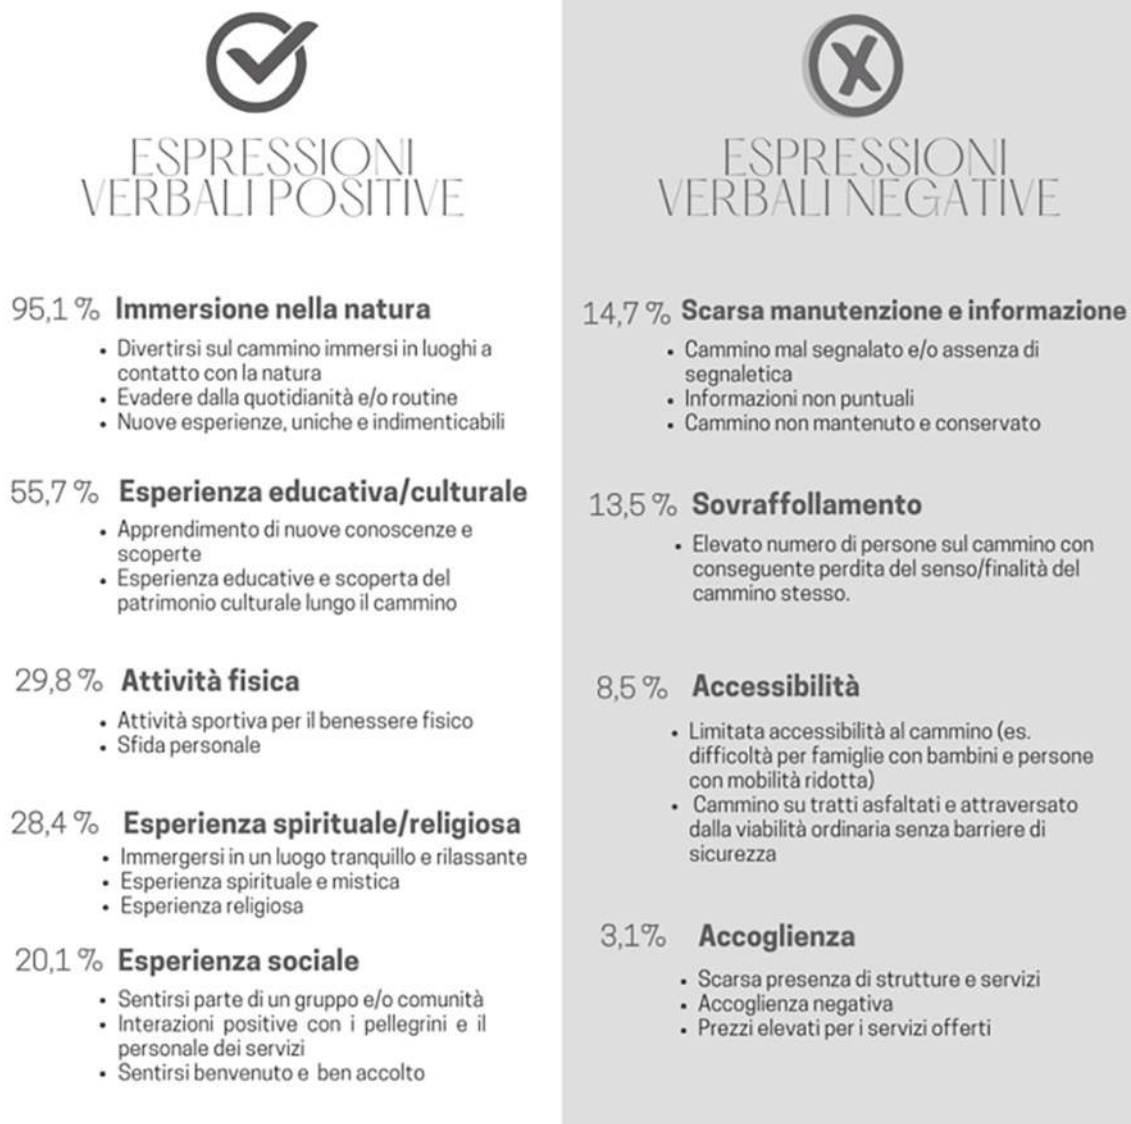 ESPRESSIONI
VERBALI POSITIVE
95,1 % Immersione nella natura
• Divertirsi sul cammino immersi in luoghi a
contatto con la natura
• Evadere dalla quotidianità e/o routine
• Nuove esperienze, uniche e indimenticabili
55,7 % Esperienza educativa/culturale
• Apprendimento di nuove conoscenze e
scoperte
• Esperienza educative e scoperta del
patrimonio culturale lungo il cammino
29,8 % Attività fisica
• Attività sportiva per il benessere fisico
• Sfida personale
28,4 % Esperienza spirituale/religiosa
• Immergersi in un luogo tranquillo e rilassante
• Esperienza spirituale e mistica
• Esperienza religiosa
20,1 % Esperienza sociale
• Sentirsi parte di un gruppo e/o comunità
• Interazioni positive con i pellegrini e il
personale dei servizi
• Sentirsi benvenuto e ben accolto
ESPRESSIONI
VERBALI NEGATIVE
14,7 % Scarsa manutenzione e informazione
• Cammino mal segnalato e/o assenza di
segnaletica
• Informazioni non puntuali
• Cammino non mantenuto e conservato
13,5 % Sovraffollamento
• Elevato numero di persone sul cammino con
conseguente perdita del senso/finalità del
cammino stesso.
8,5 % Accessibilità
• Limitata accessibilità al cammino (es.
difficoltà per famiglie con bambini e persone
con mobilità ridotta)
• Cammino su tratti asfaltati e attraversato
dalla viabilità ordinaria senza barriere di
sicurezza
3,1% Accoglienza
• Scarsa presenza di strutture e servizi
• Accoglienza negativa
• Prezzi elevati per i servizi offerti